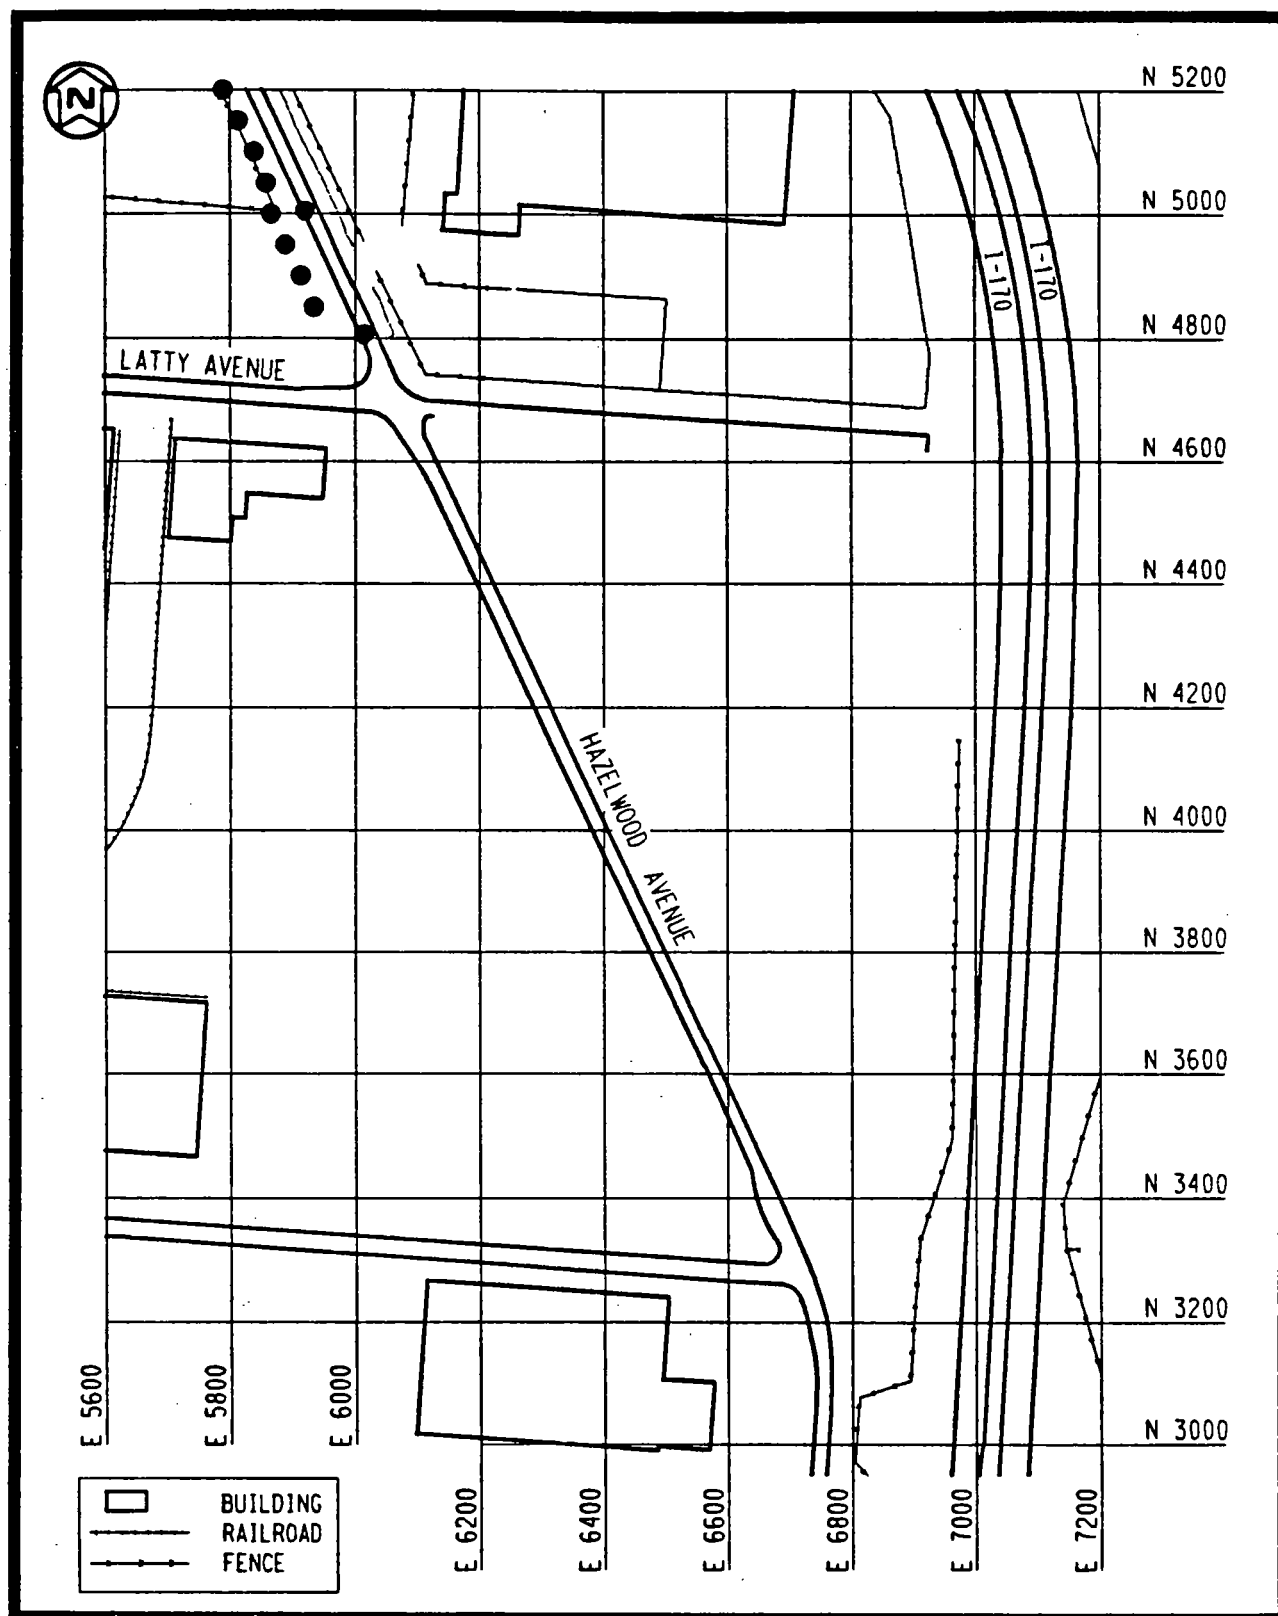 N
N 5200
N 5000
I-170
I-170
N 4800
LATTY AVENUE
N 4600
N 4400
N 4200
HAZELWOOD AVENUE
N 4000
N 3800
N 3600
N 3400
N 3200
E 5600
E 5800
E 6000
N 3000
E 6200
E 6400
E 6600
E 6800
E 7000
E 7200
BUILDING
RAILROAD
FENCE